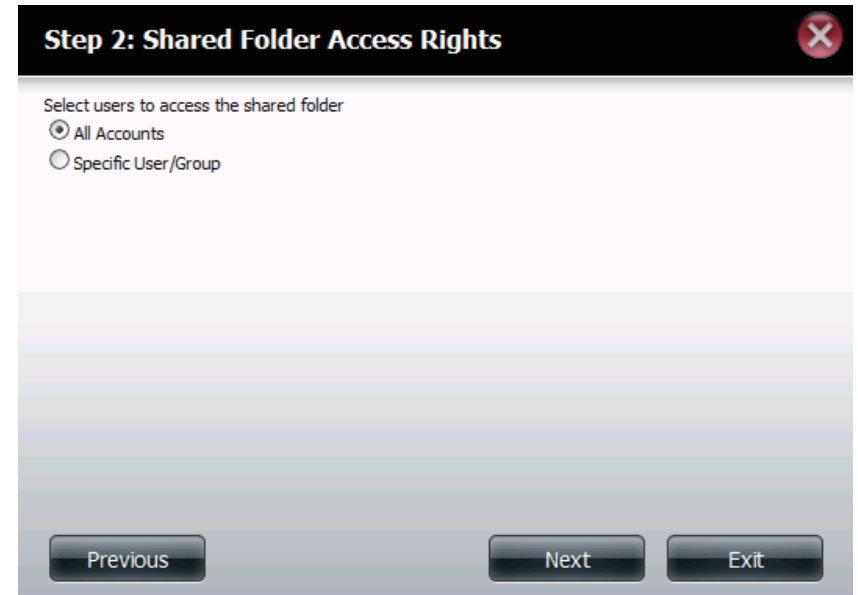 Step 2: Shared Folder Access Rights
Select users to access the shared folder
All Accounts
Specific User/Group
Previous Next Exit